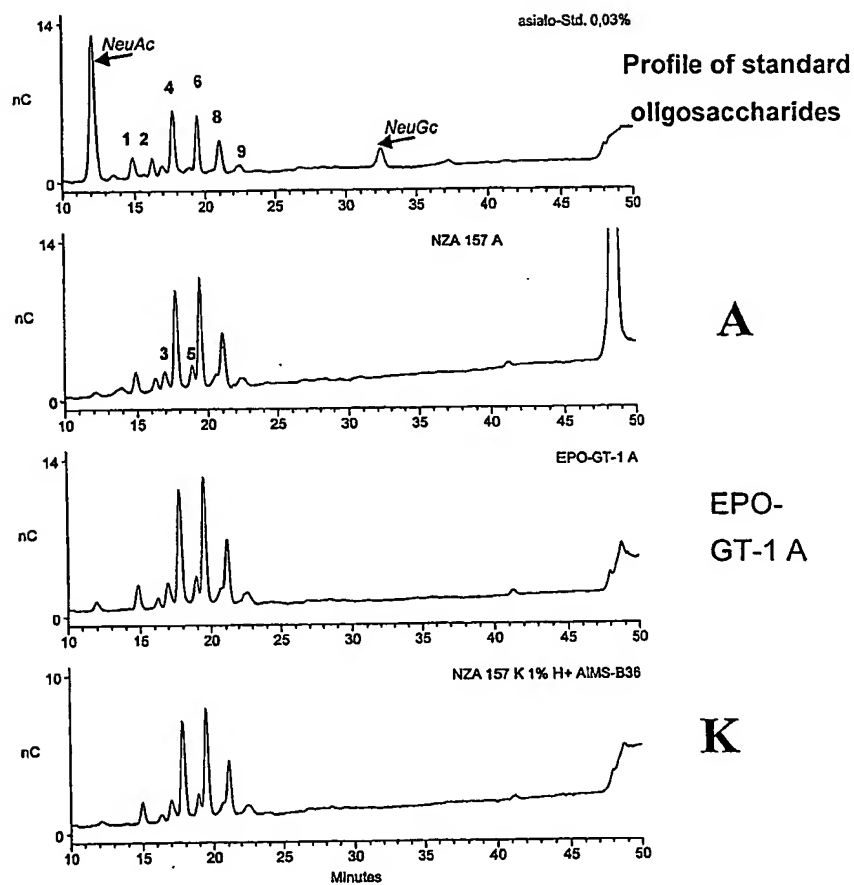 asialo-Std. 0,03%
14
NeuAc
Profile of standard
oligosaccharides
nC
4
6
1
2
8
9
NeuGc
0
10 15 20 25 30 35 40 45 50
NZA 157 A
14
A
nC
3
5
0
10 15 20 25 30 35 40 45 50
EPO-GT-1 A
14
EPO-
GT-1 A
nC
0
10 15 20 25 30 35 40 45 50
NZA 157 K 1% H+ AIMS-B36
10
K
nC
0
10 15 20 25 30 35 40 45 50
Minutes